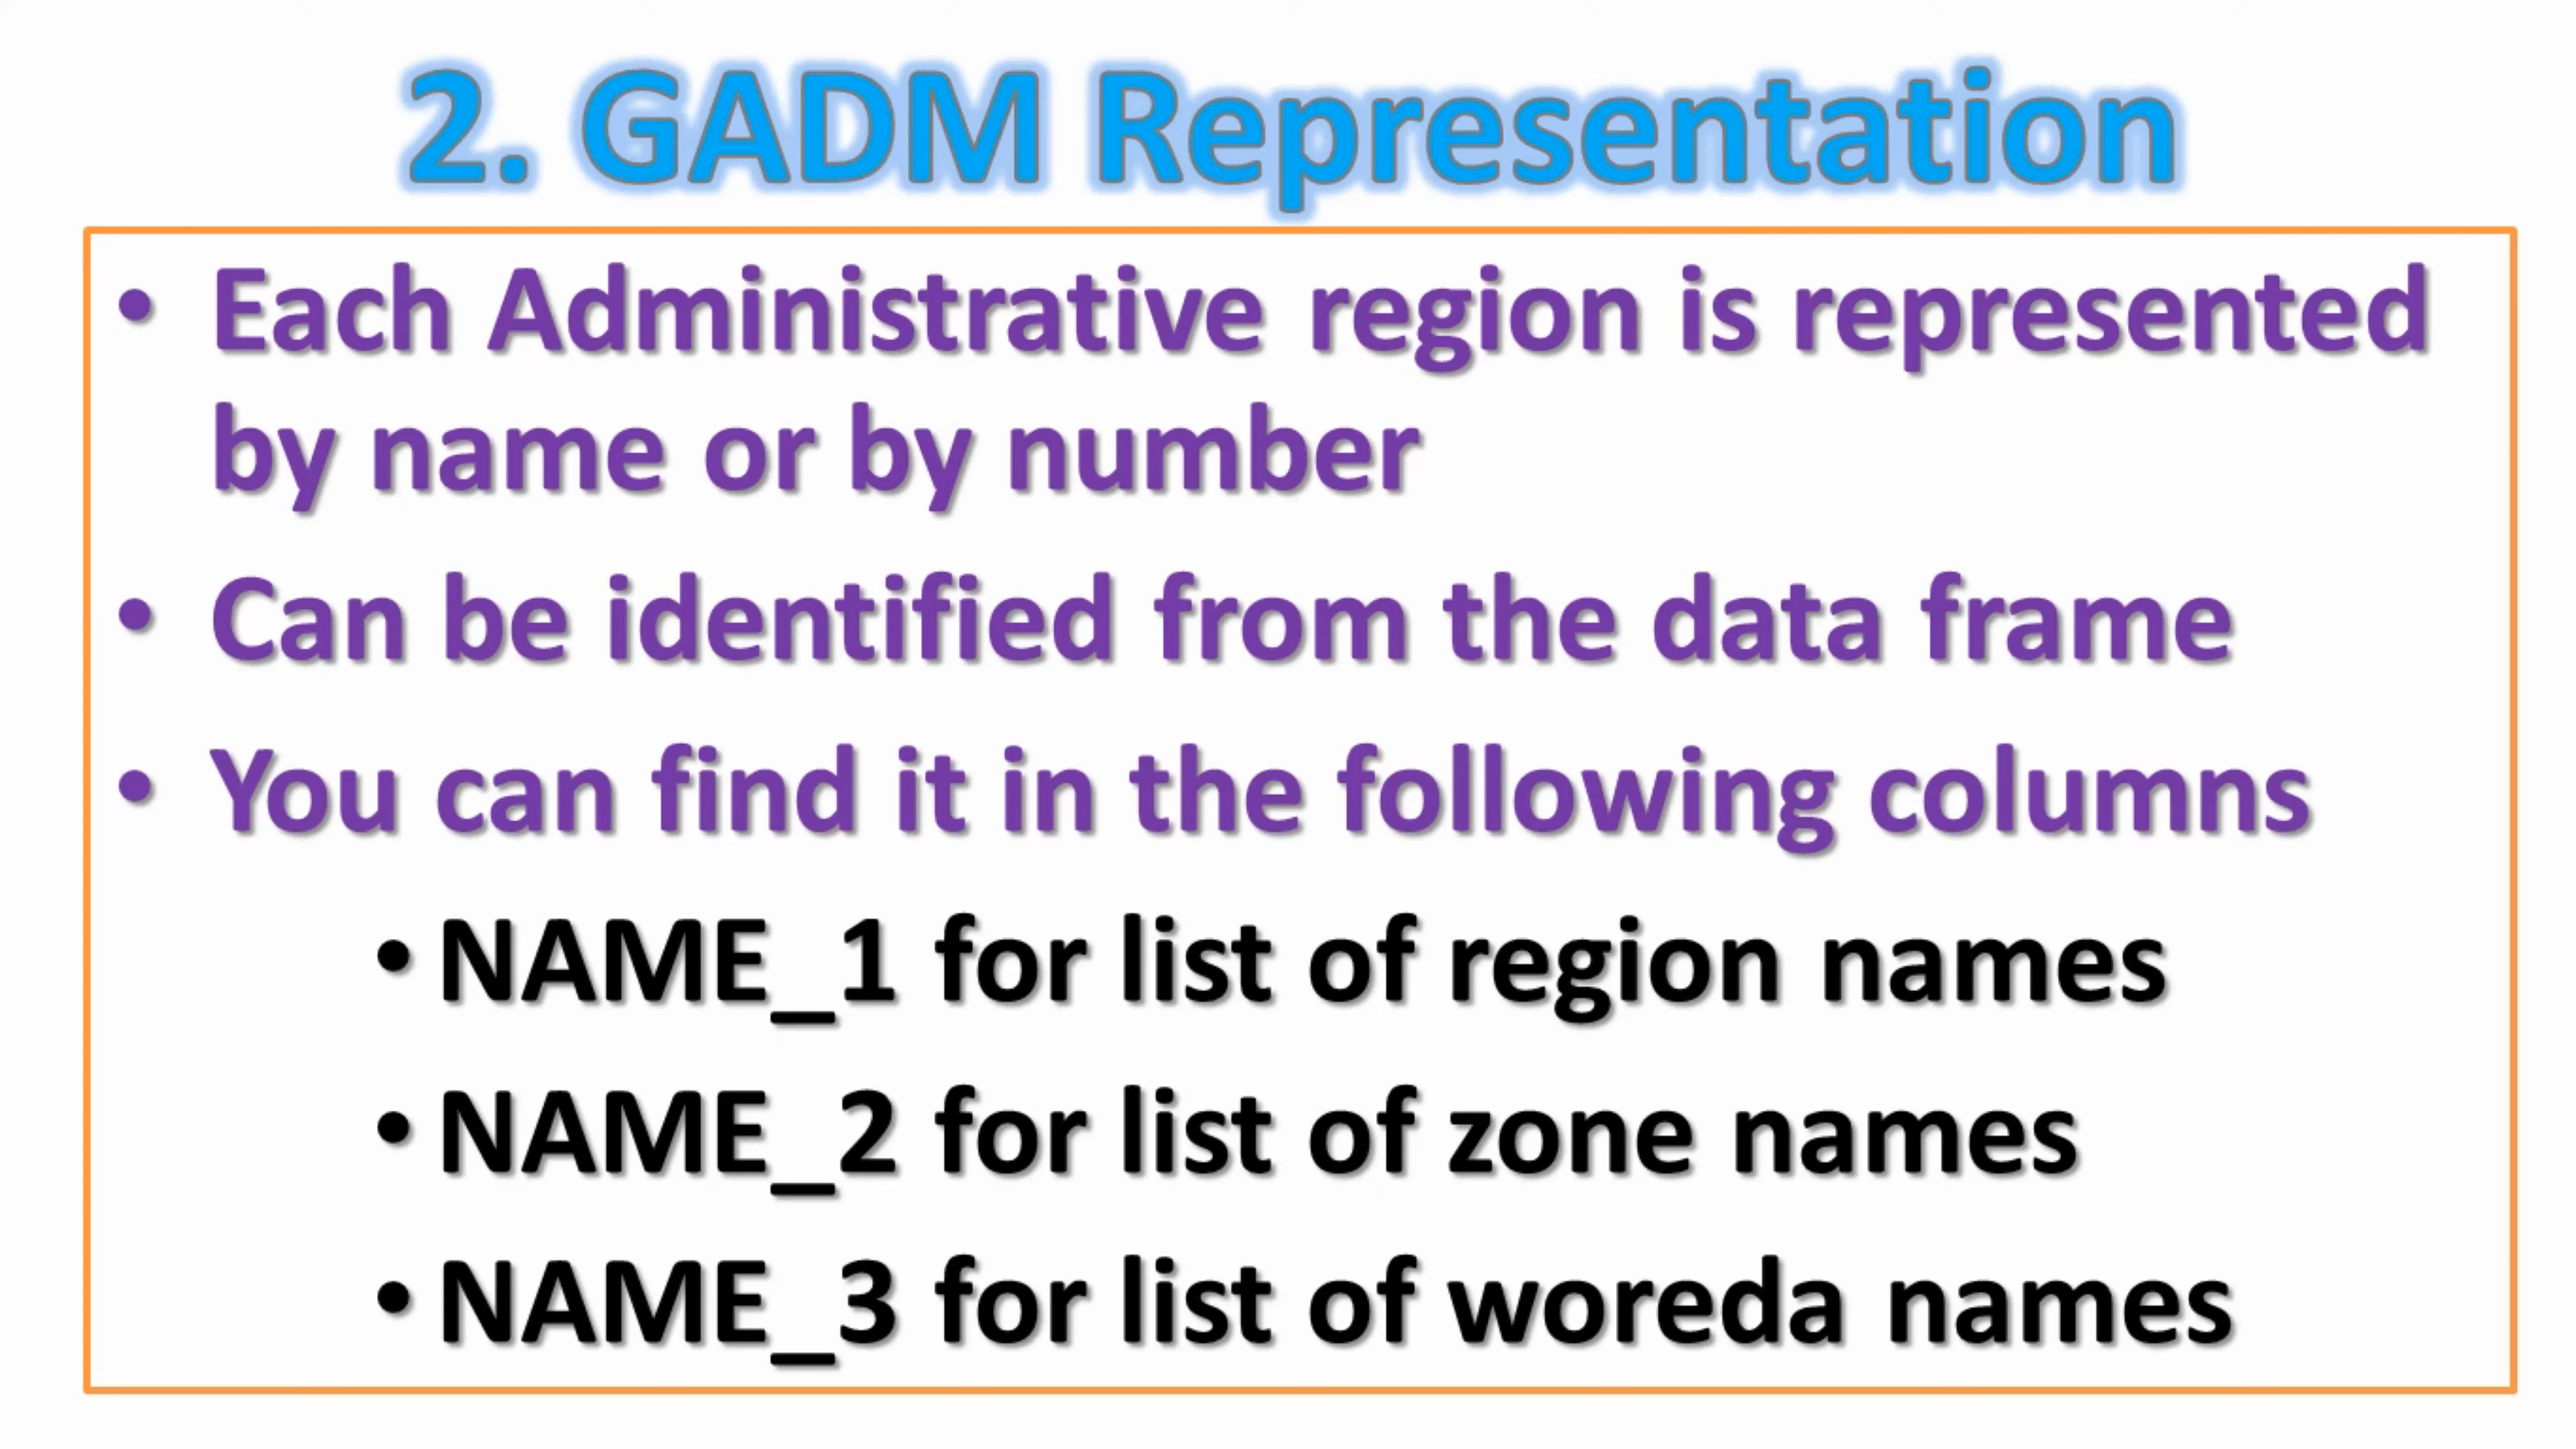 2. GADM Representation
• Each Administrative region is represented
by name or by number
• Can be identified from the data frame
• You can find it in the following columns
• NAME_1 for list of region names
• NAME_2 for list of zone names
• NAME_3 for list of woreda names